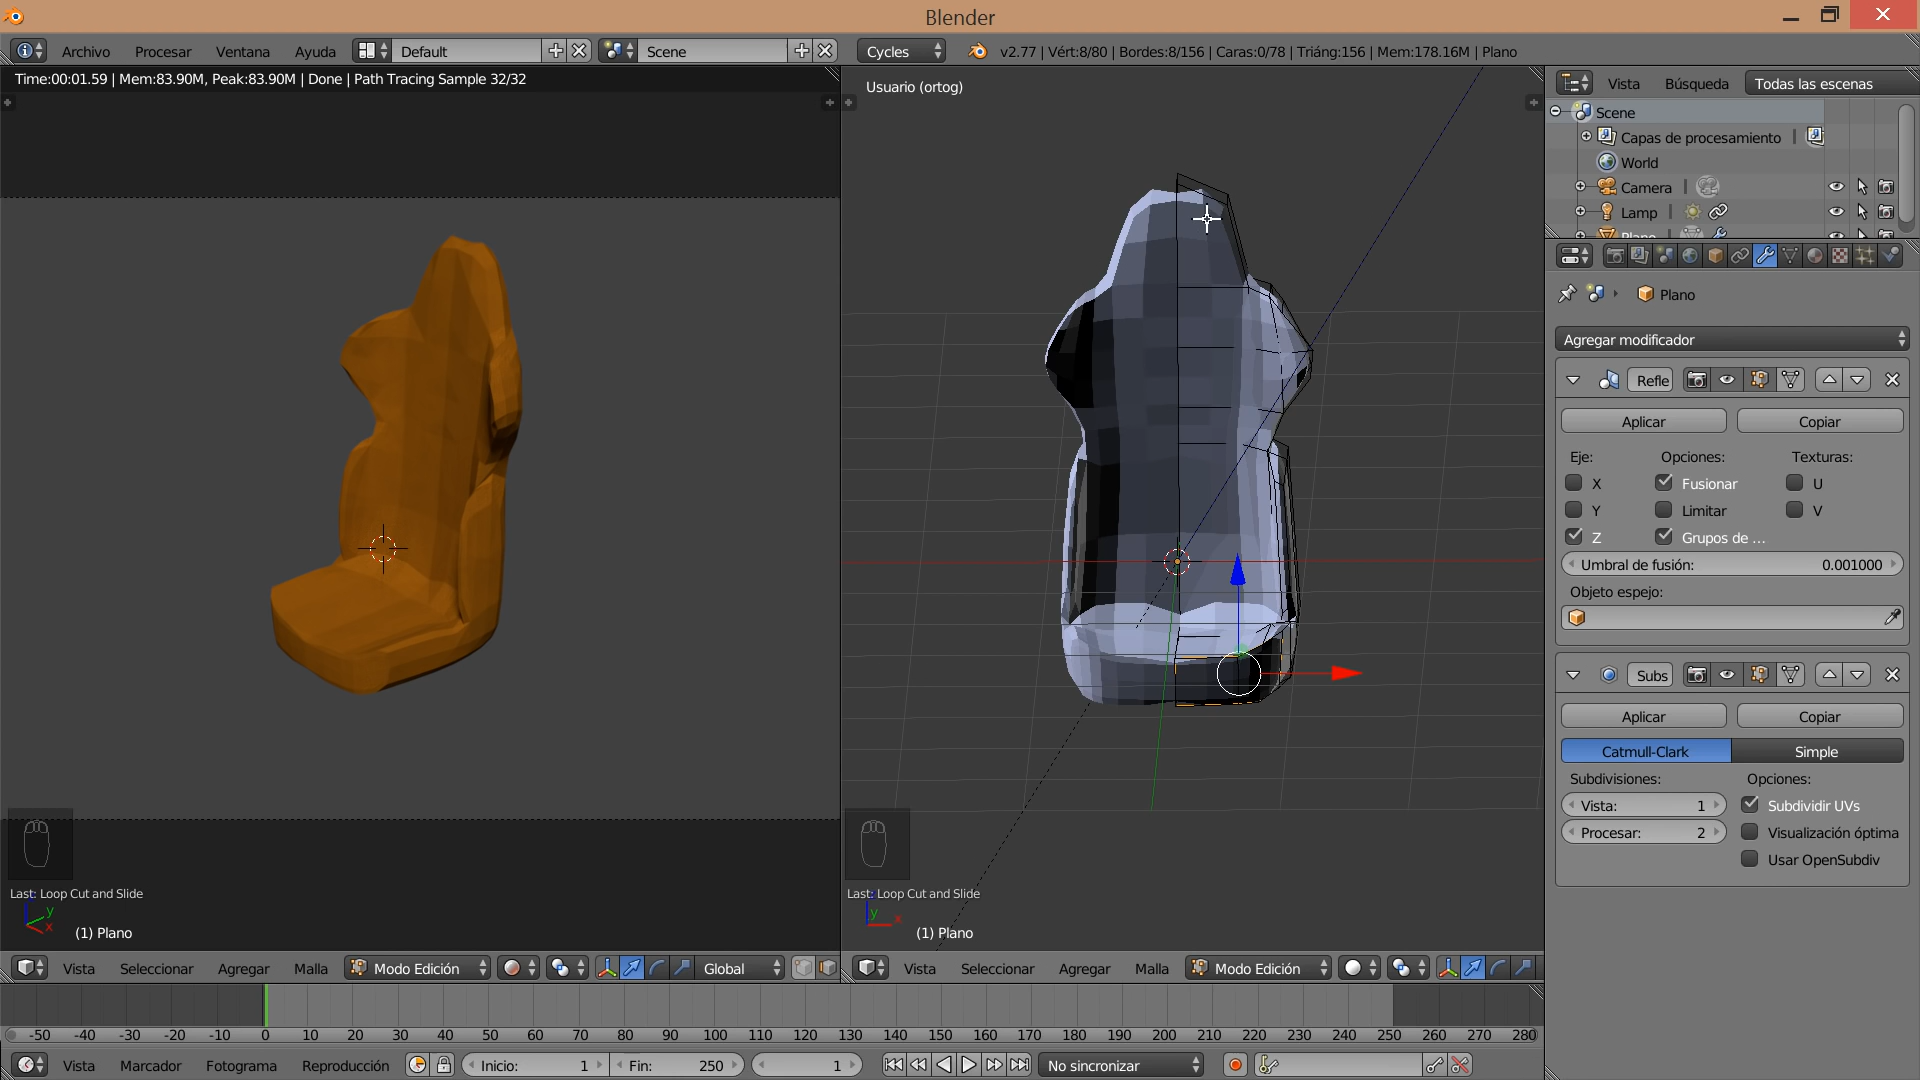 Blender
Archivo Procesar Ventana Ayuda Default Scene Cycles v2.77 | Vért:8/80 | Bordes:8/156 | Caras:0/78 | Triáng:156 | Mem:178.16M | Plano
Time:00:01.59 | Mem:83.90M, Peak:83.90M | Done | Path Tracing Sample 32/32
Usuario (ortog)
Vista Búsqueda Todas las escenas
Scene
Capas de procesamiento
World
Camera
Lamp
Plano
Agregar modificador
Refle
Aplicar Copiar
Eje: Opciones: Texturas:
X Fusionar U
Y Limitar V
Z Grupos de ...
Umbral de fusión: 0.001000
Objeto espejo:
Subs
Aplicar Copiar
Catmull-Clark Simple
Subdivisiones: Opciones:
Vista: 1 Subdividir UVs
Procesar: 2 Visualización óptima
Usar OpenSubdiv
Last: Loop Cut and Slide
y
x
(1) Plano
Last: Loop Cut and Slide
y
x
(1) Plano
Vista Seleccionar Agregar Malla Modo Edición Global
Vista Seleccionar Agregar Malla Modo Edición
-50 -40 -30 -20 -10 0 10 20 30 40 50 60 70 80 90 100 110 120 130 140 150 160 170 180 190 200 210 220 230 240 250 260 270 280
Vista Marcador Fotograma Reproducción Inicio: 1 Fin: 250 1 No sincronizar